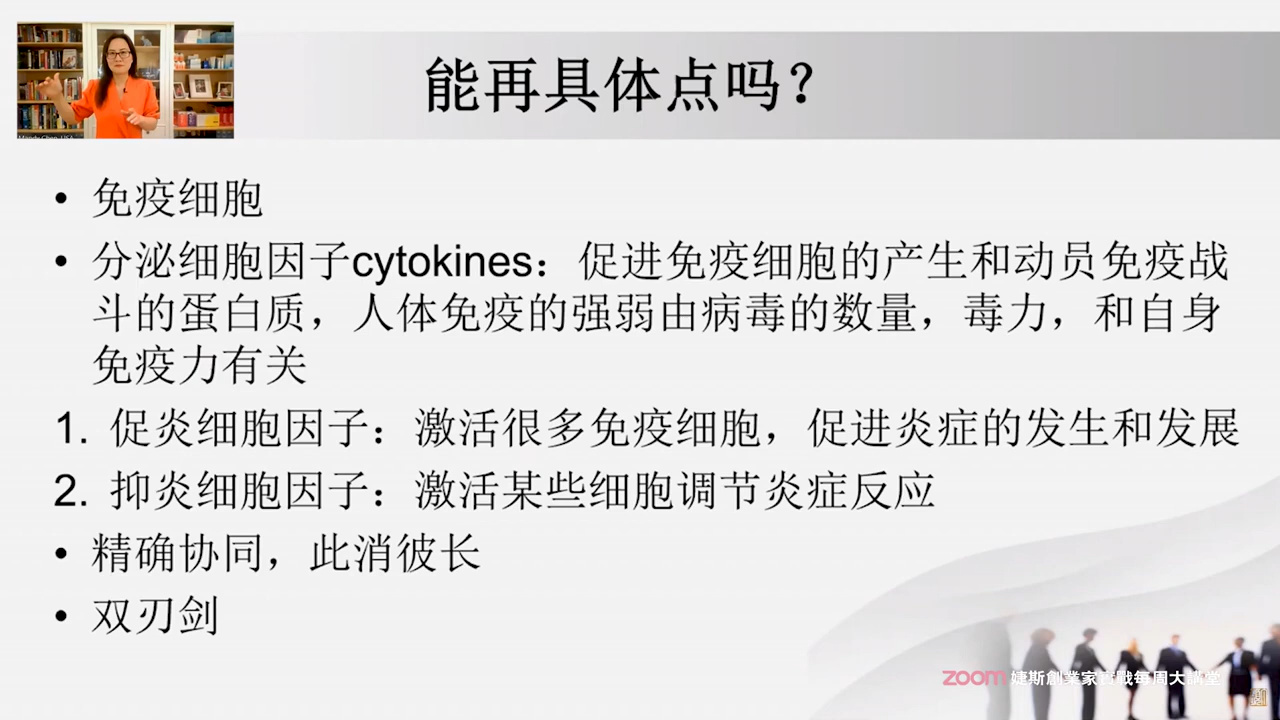 能再具体点吗？
• 免疫细胞
• 分泌细胞因子cytokines：促进免疫细胞的产生和动员免疫战
斗的蛋白质，人体免疫的强弱由病毒的数量，毒力，和自身
免疫力有关
1. 促炎细胞因子：激活很多免疫细胞，促进炎症的发生和发展
2. 抑炎细胞因子：激活某些细胞调节炎症反应
• 精确协同，此消彼长
• 双刃剑
zoom 婕斯創業家實戰每周大講堂